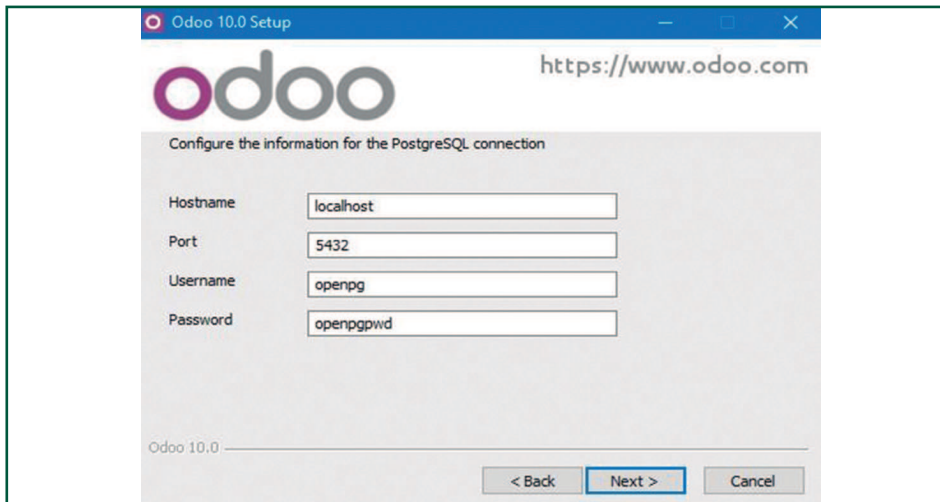 Odoo 10.0 Setup
odoo
https://www.odoo.com
Configure the information for the PostgreSQL connection
Hostname
localhost
Port
5432
Username
openpg
Password
openpgpwd
Odoo 10.0
< Back
Next >
Cancel